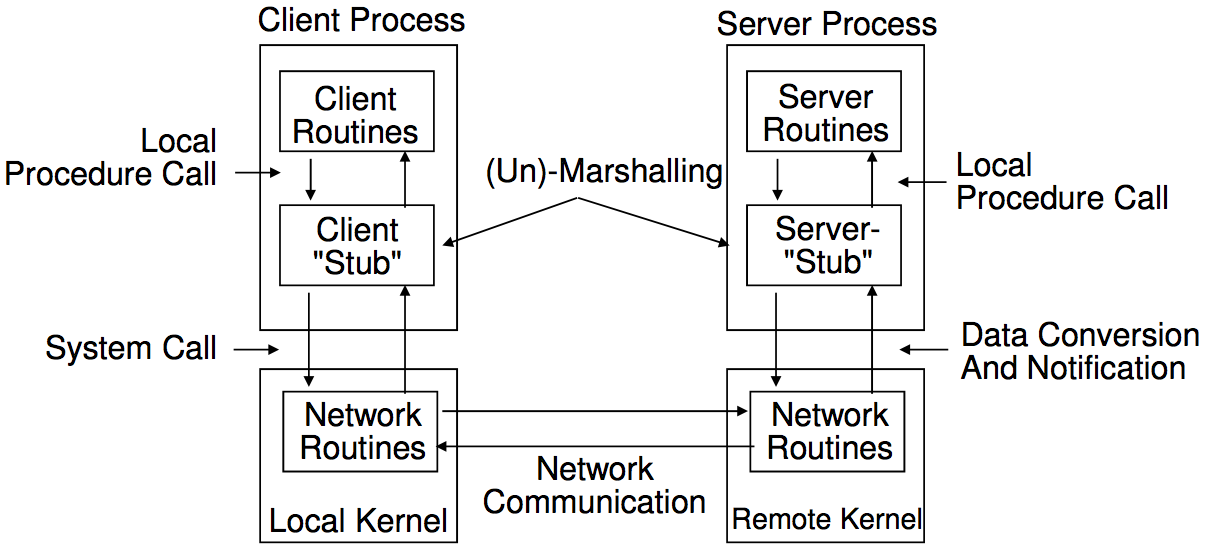 Client Process
Server Process
Client
Routines
Server
Routines
Local
Procedure Call
(Un)-Marshalling
Local
Procedure Call
Client
"Stub"
Server-
"Stub"
System Call
Data Conversion
And Notification
Network
Routines
Network
Routines
Network
Communication
Local Kernel
Remote Kernel